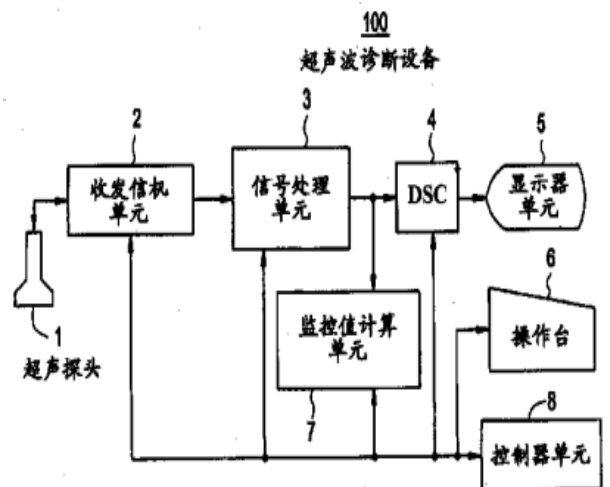 100
超声波诊断设备
2
收发信机
单元
3
信号处理
单元
4
DSC
5
显示器
单元
1
超声探头
监控值计算
单元
7
6
操作台
8
控制器单元